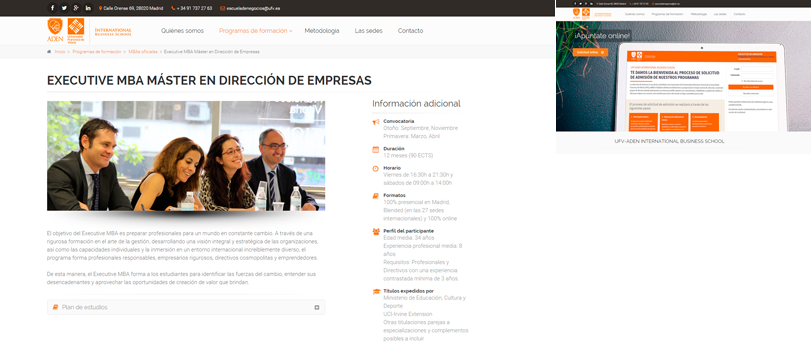 Calle Orense 69, 28020 Madrid + 34 91 737 27 63 escueladenegocios@ufv.es
ADEN INTERNATIONAL BUSINESS SCHOOL
Quiénes somos Programas de formación Metodología Las sedes Contacto
Inicio > Programas de formación > MBAs oficiales > Executive MBA Máster en Dirección de Empresas
EXECUTIVE MBA MÁSTER EN DIRECCIÓN DE EMPRESAS
El objetivo del Executive MBA es preparar profesionales para un mundo en constante cambio. A través de una
rigurosa formación en el arte de la gestión, desarrollando una visión integral y estratégica de las organizaciones,
así como las capacidades individuales y la inmersión en un entorno internacional increíblemente diverso, el
programa forma profesionales responsables, empresarios rigurosos, directivos cosmopolitas y emprendedores.
De esta manera, el Executive MBA forma a los estudiantes para identificar las fuerzas del cambio, entender sus
desencadenantes y aprovechar las oportunidades de creación de valor que brindan.
Plan de estudios
Información adicional
Convocatoria
Otoño: Septiembre, Noviembre
Primavera: Marzo, Abril
Duración
12 meses (90 ECTS)
Horario
Viernes de 16:30h a 21:30h y
sábados de 09:00h a 14:00h
Formatos
100% presencial en Madrid,
Blended (en las 27 sedes
internacionales) y 100% online
Perfil del participante
Edad media: 34 años
Experiencia profesional media: 8
años
Requisitos: Profesionales y
Directivos con una experiencia
contrastada mínima de 3 años
Títulos expedidos por
Ministerio de Educación, Cultura y
Deporte
UCI-Irvine Extension
Otras titulaciones parejas a
especializaciones y complementos
posibles a incluir
Quiénes somos Programas de formación Metodología Las sedes Contacto
¡Apúntate online!
TE DAMOS LA BIENVENIDA AL PROCESO DE SOLICITUD
DE ADMISIÓN DE NUESTROS PROGRAMAS
UFV-ADEN INTERNATIONAL BUSINESS SCHOOL